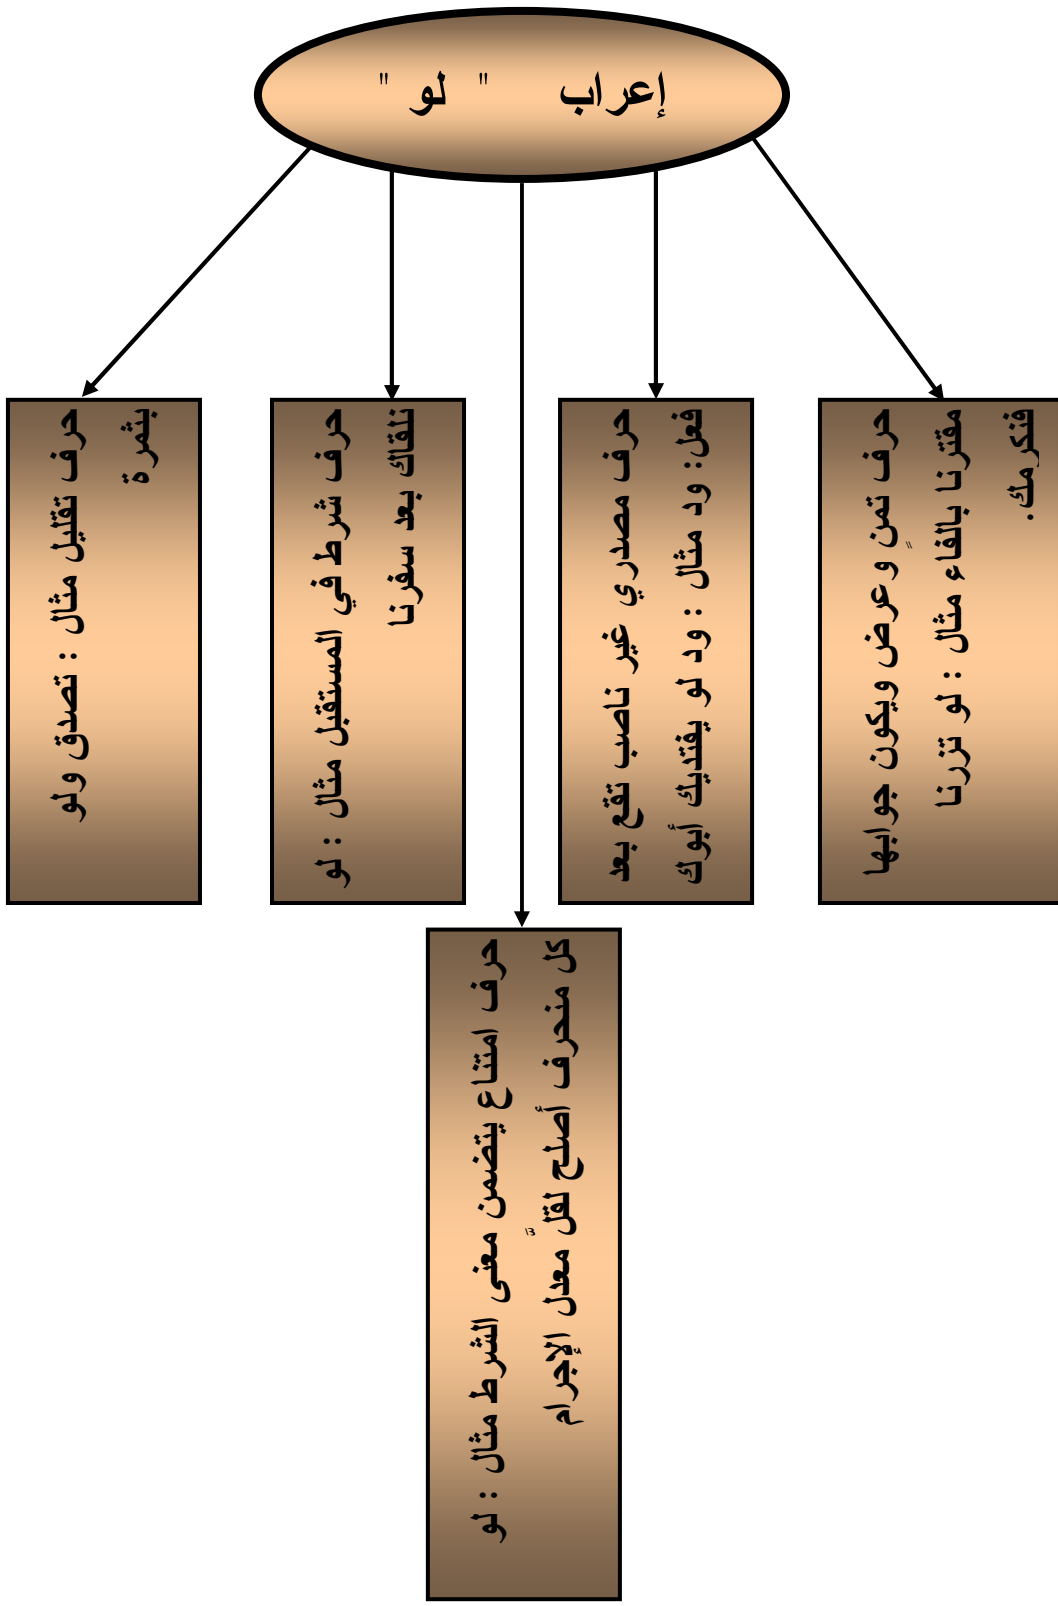 إعراب " لو "
حرف تمنٍ وعرض ويكون جوابها
مقترنا بالفاء مثال : لو تزرنا
فنكرمك.
حرف مصدري غير ناصب تقع بعد
فعل: ود مثال : ود لو يفتديك أبوك
حرف امتناع يتضمن معنى الشرط مثال : لو
كل منحرف أصلح لقلّ معدل الإجرام
حرف شرط في المستقبل مثال : لو
نلقاك بعد سفرنا
حرف تقليل مثال : تصدق ولو
بثمرة